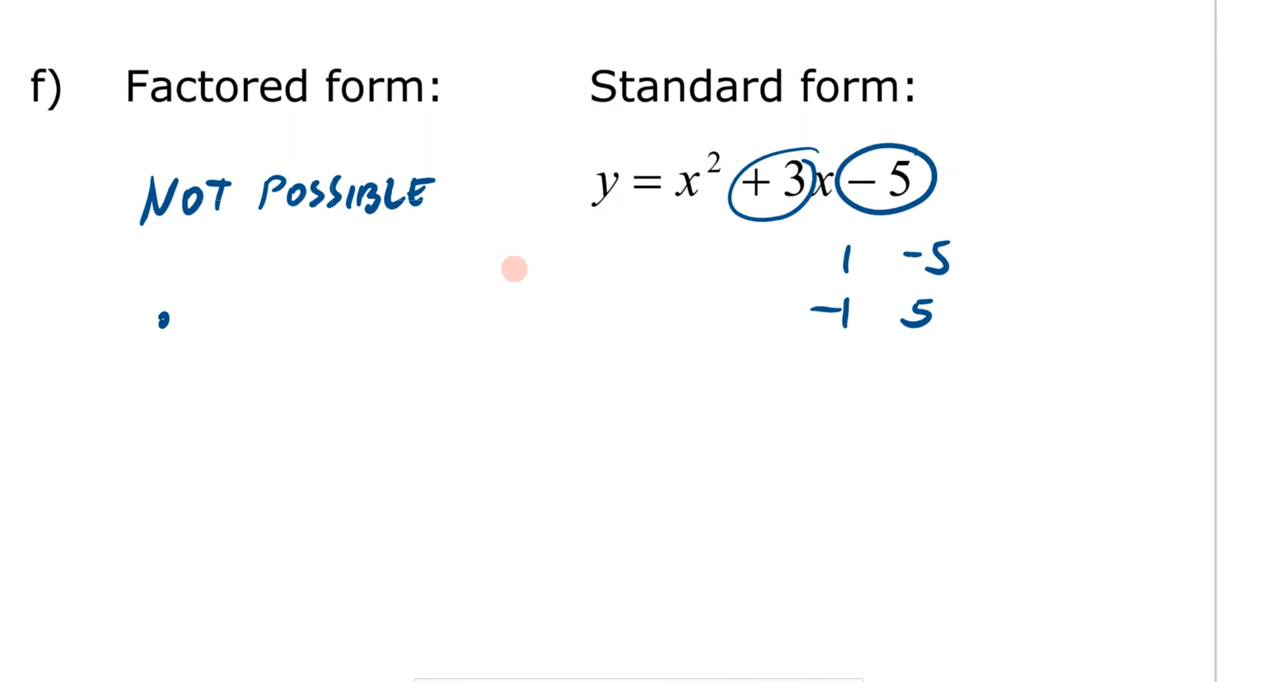 f) Factored form: Standard form:
NOT POSSIBLE y = x² + 3x − 5
1 -5
-1 5